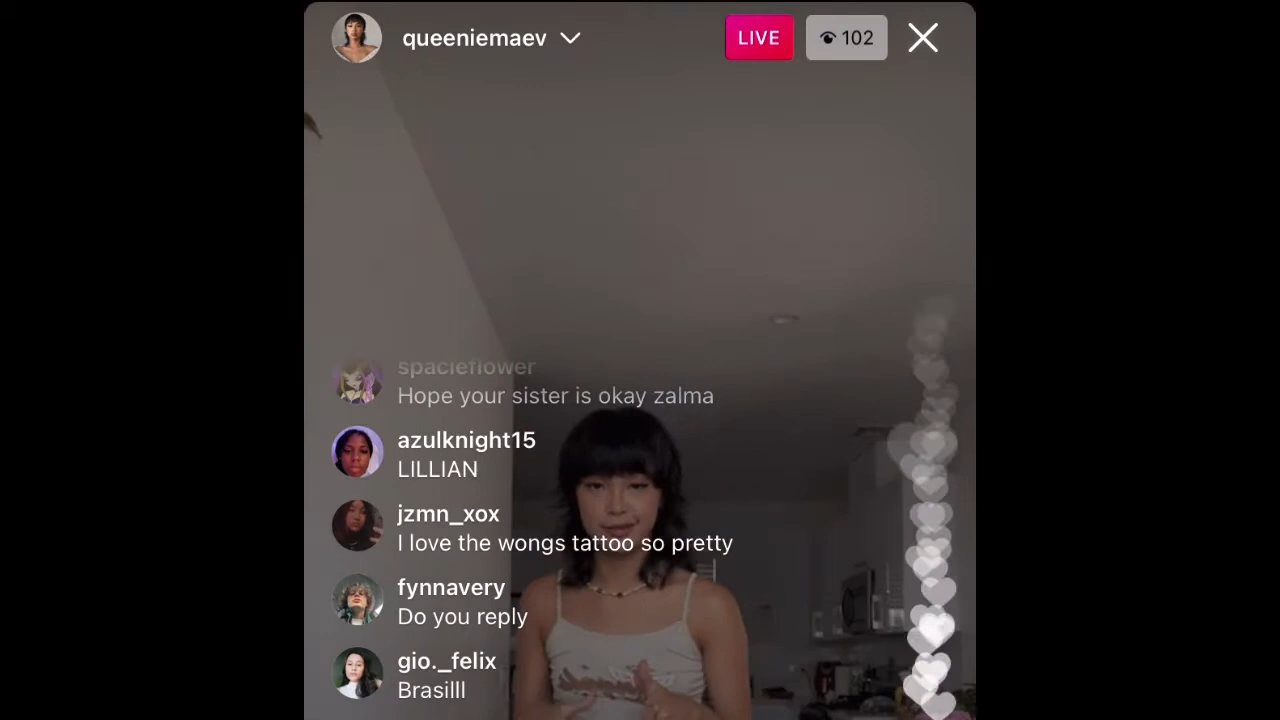 queeniemaev
LIVE
102
spacieflower
Hope your sister is okay zalma
azulknight15
LILLIAN
jzmn_xox
I love the wongs tattoo so pretty
fynnavery
Do you reply
gio._felix
Brasilll